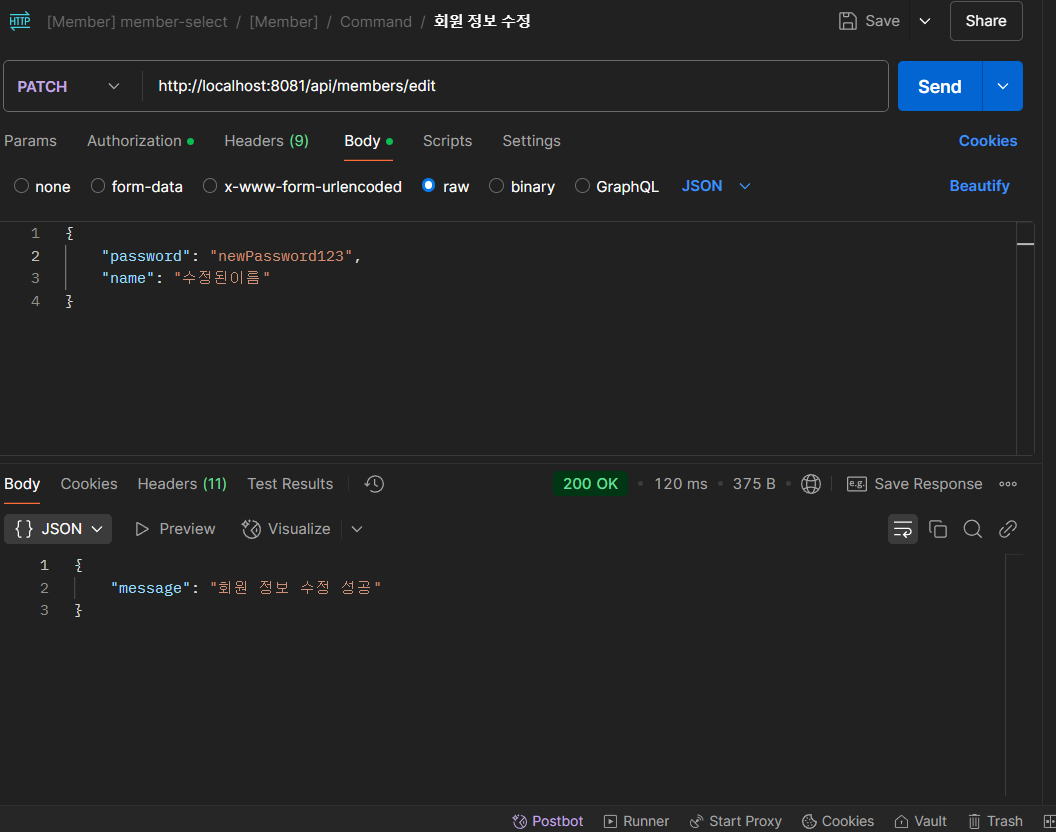 HTTP [Member] member-select / [Member] / Command / 회원 정보 수정 Save Share
PATCH http://localhost:8081/api/members/edit Send
Params Authorization Headers (9) Body Scripts Settings Cookies
none form-data x-www-form-urlencoded raw binary GraphQL JSON Beautify
1 {
2 "password": "newPassword123",
3 "name": "수정된이름"
4 }
Body Cookies Headers (11) Test Results 200 OK • 120 ms • 375 B • e.g. Save Response
{} JSON Preview Visualize
1 {
2 "message": "회원 정보 수정 성공"
3 }
Postbot Runner Start Proxy Cookies Vault Trash